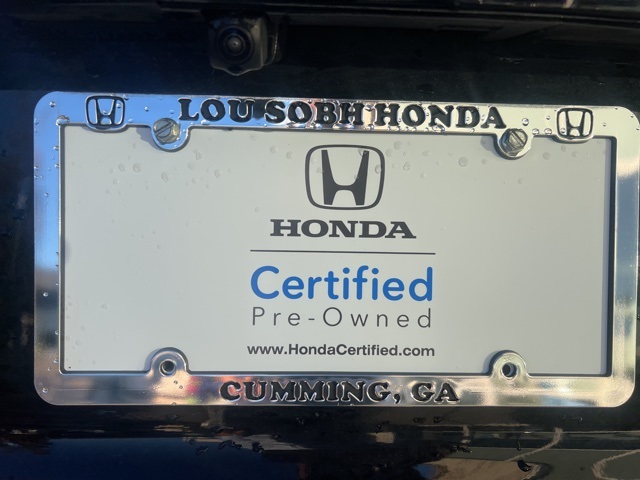 LOU SOBH HONDA
HONDA
Certified
Pre-Owned
www.HondaCertified.com
CUMMING, GA